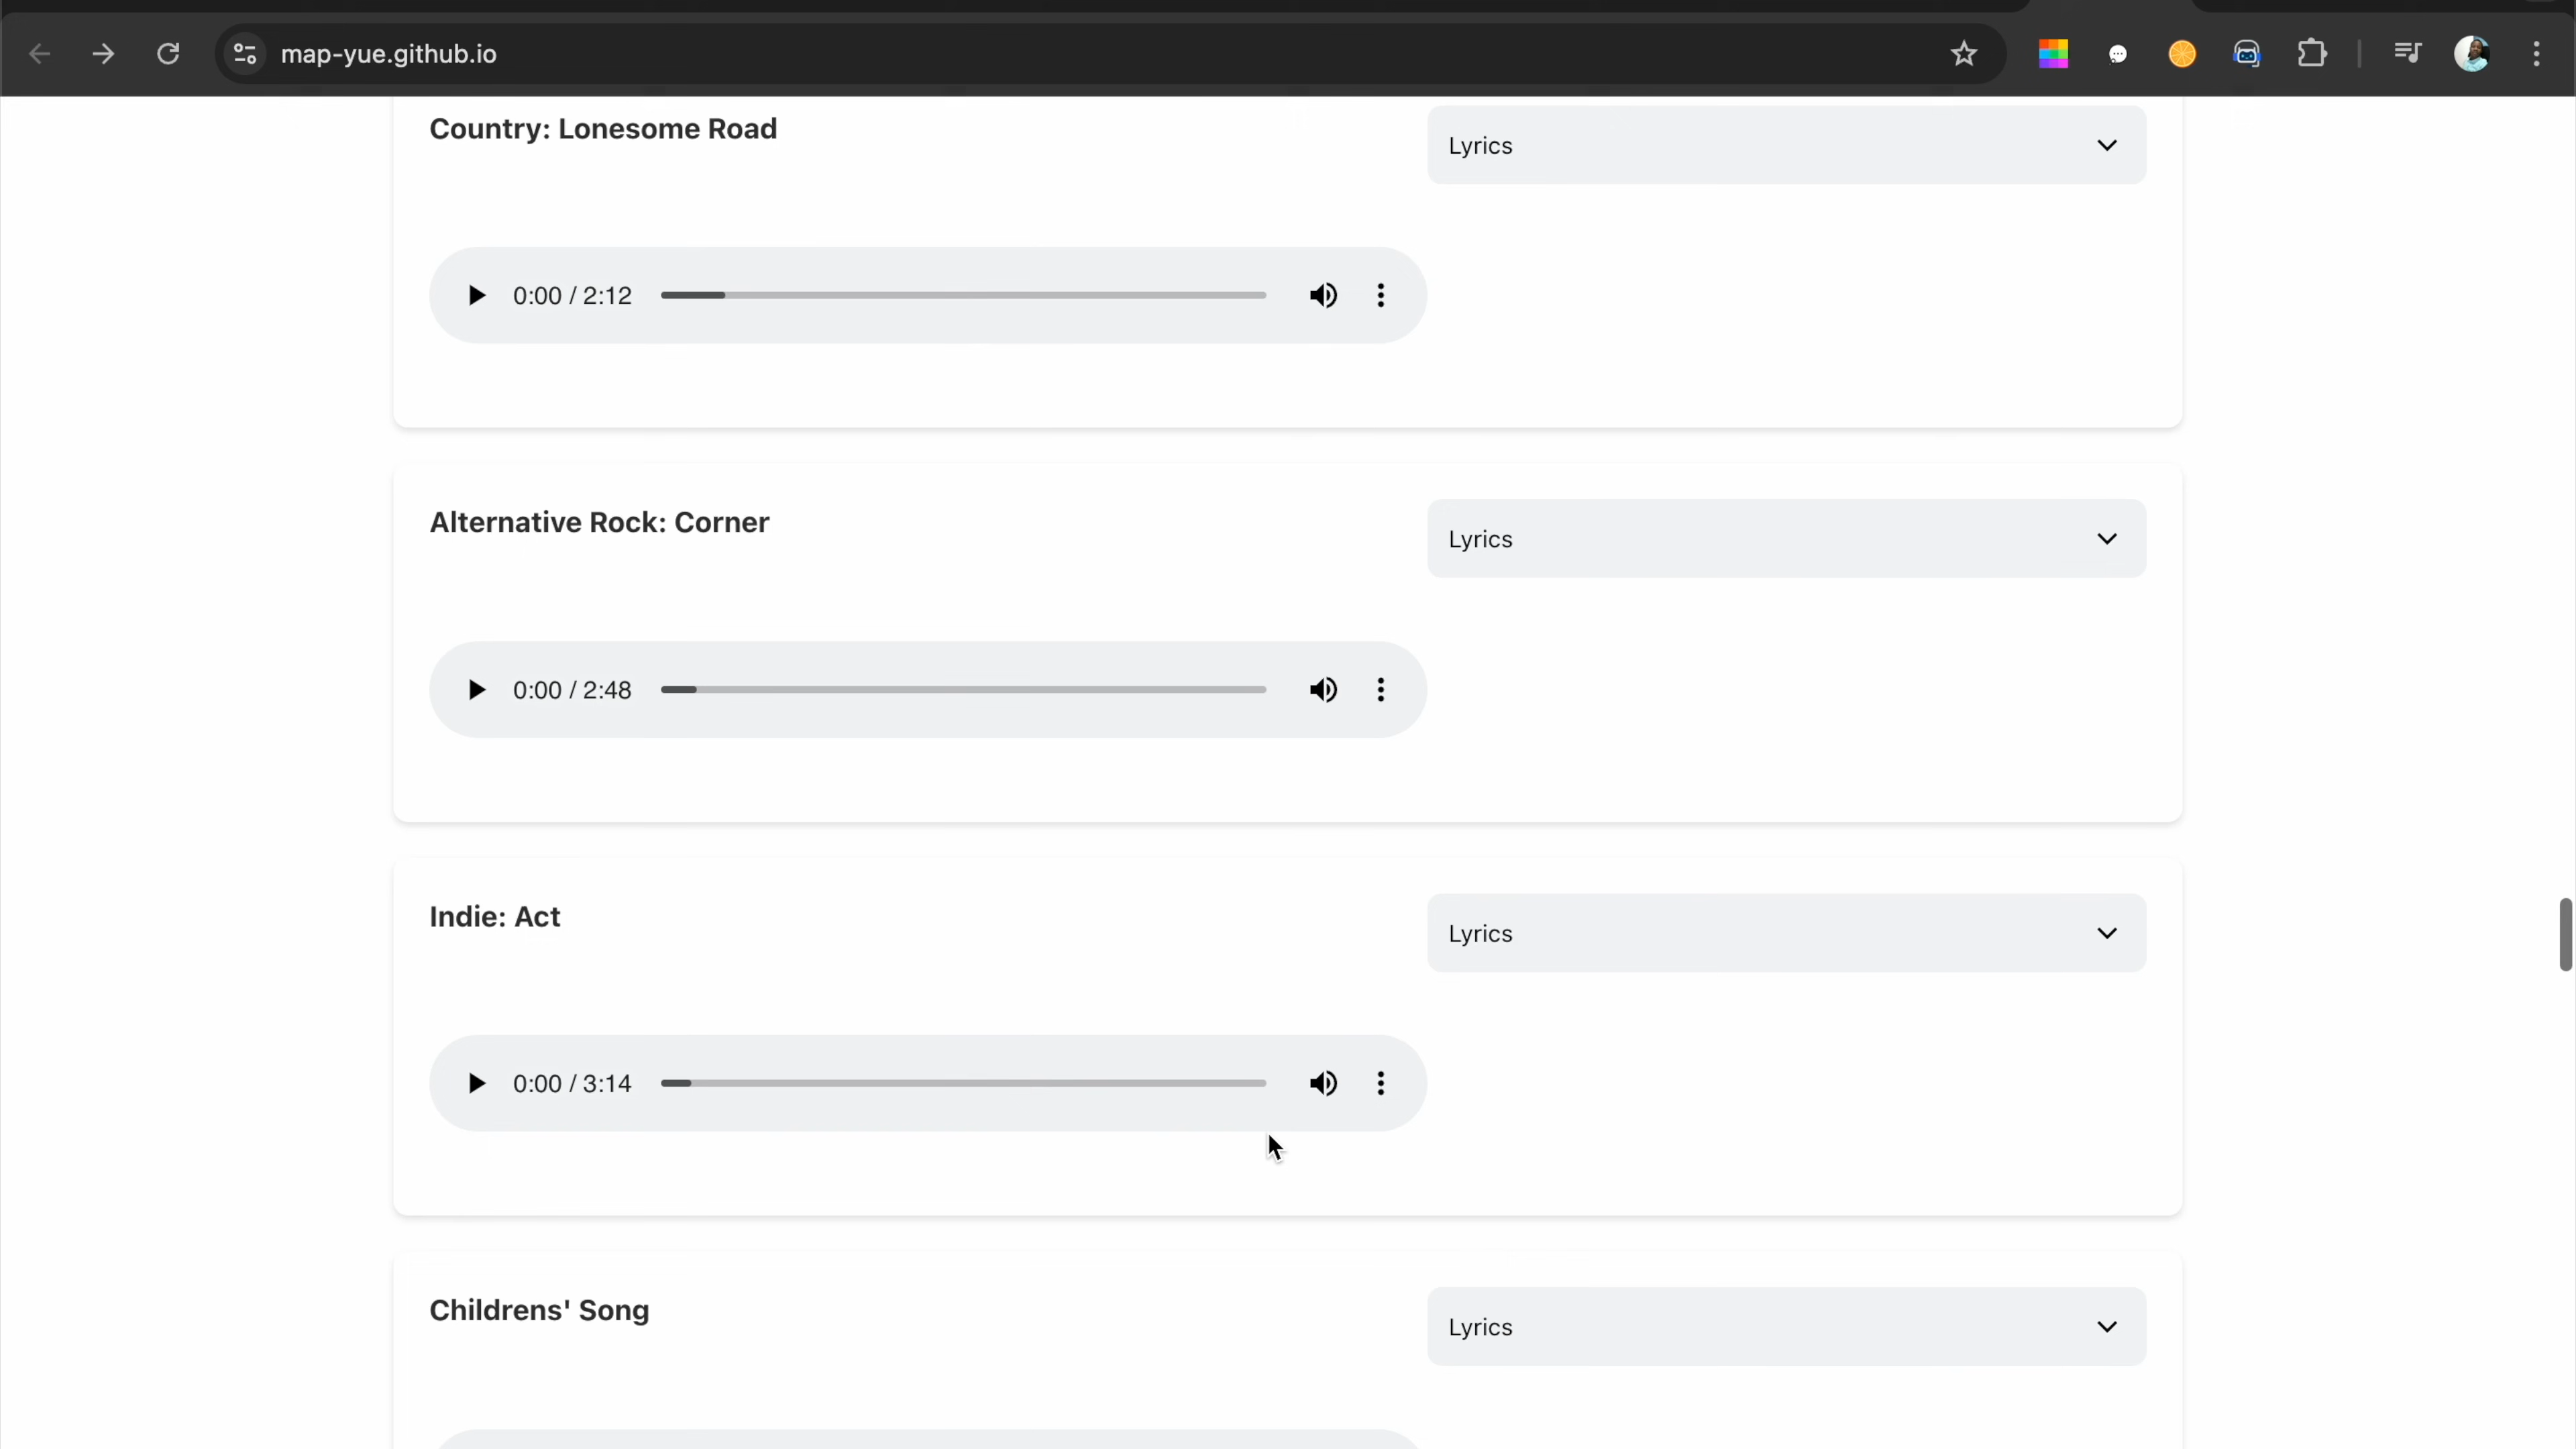 map-yue.github.io
Country: Lonesome Road
Lyrics
0:00 / 2:12
Alternative Rock: Corner
Lyrics
0:00 / 2:48
Indie: Act
Lyrics
0:00 / 3:14
Childrens' Song
Lyrics